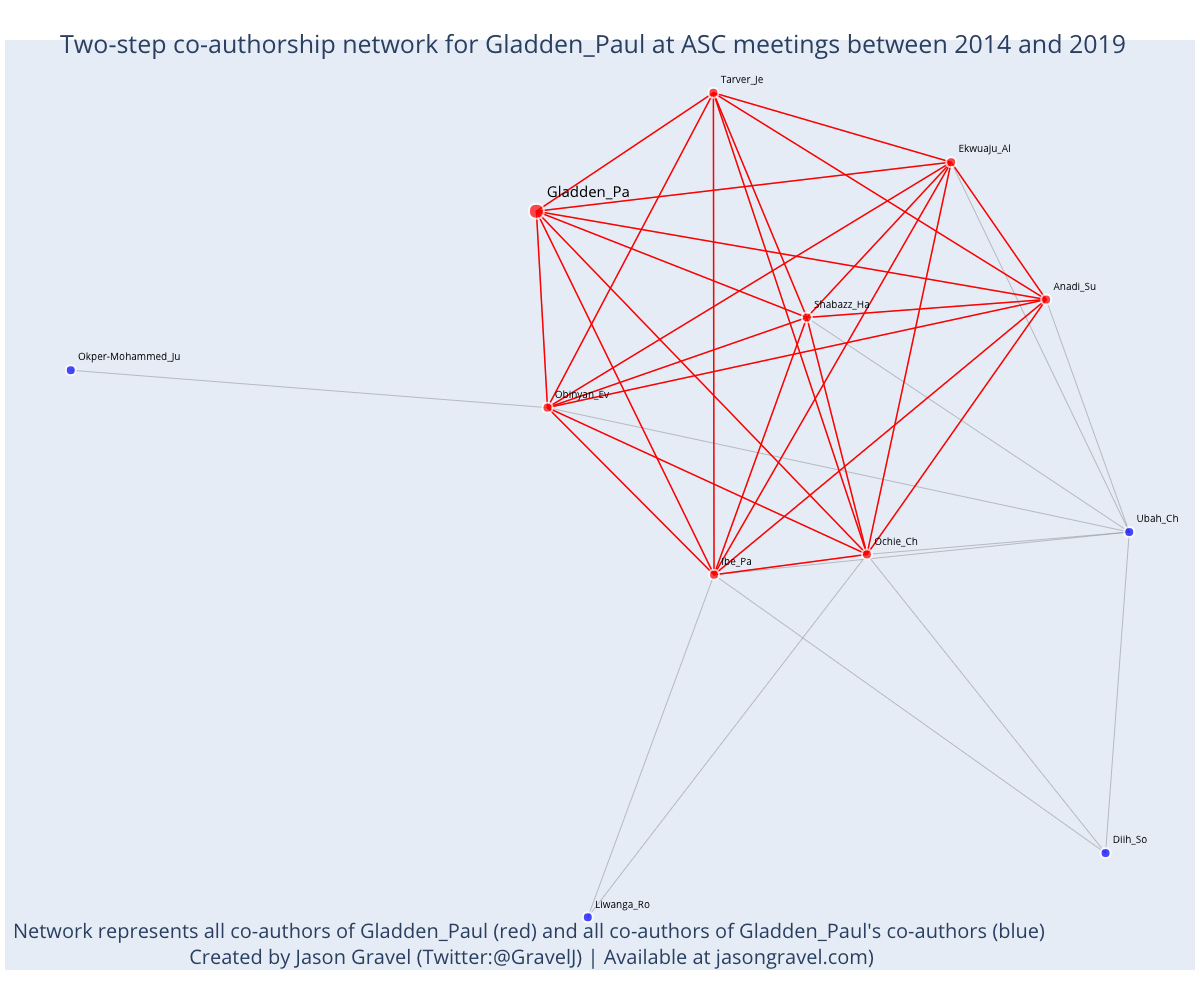 Two-step co-authorship network for Gladden_Paul at ASC meetings between 2014 and 2019
Tarver_Je
Ekwuaju_Al
Gladden_Pa
Anadi_Su
Shabazz_Ha
Okper-Mohammed_Ju
Obinyan_Ev
Ubah_Ch
Ochie_Ch
Ibe_Pa
Diih_So
Liwanga_Ro
Network represents all co-authors of Gladden_Paul (red) and all co-authors of Gladden_Paul's co-authors (blue)
Created by Jason Gravel (Twitter:@GravelJ) | Available at jasongravel.com)